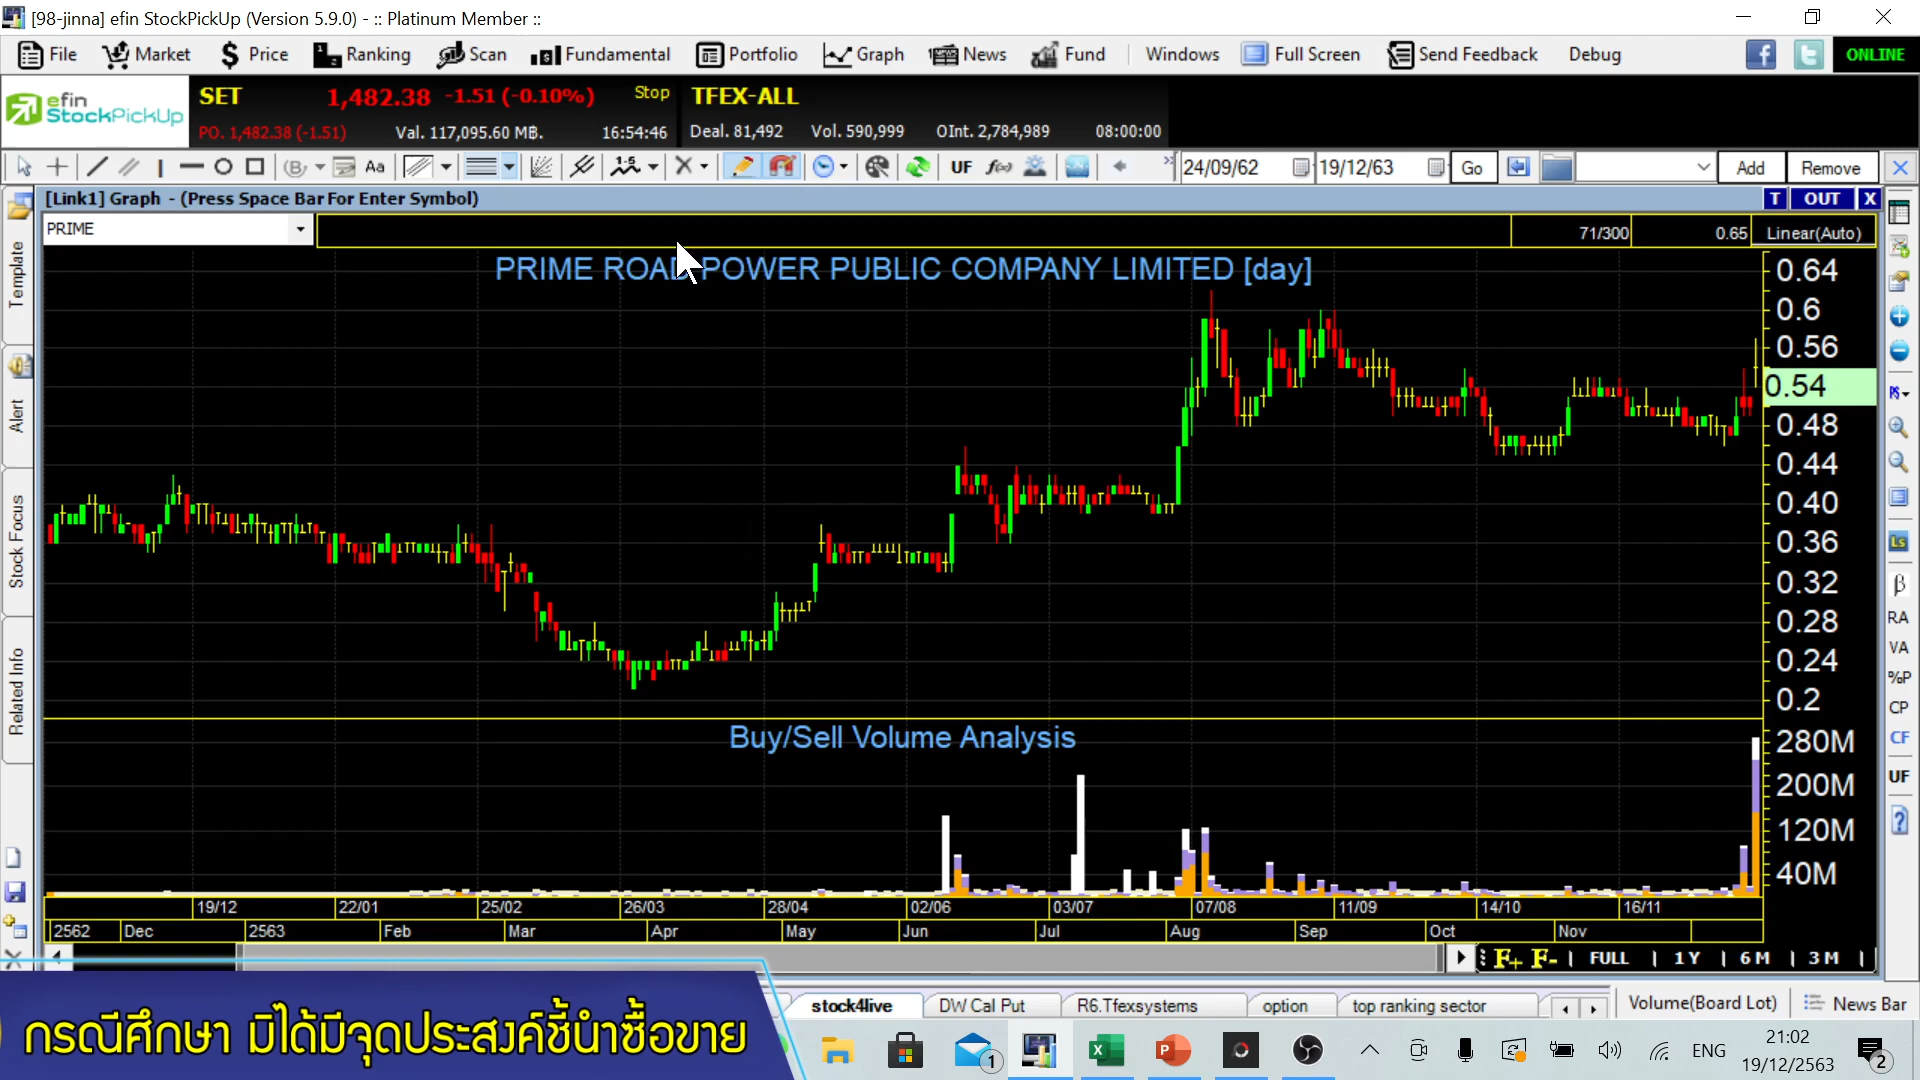 [98-jinna] efin StockPickUp (Version 5.9.0) - :: Platinum Member ::
File Market Price Ranking Scan Fundamental Portfolio Graph News Fund Windows Full Screen Send Feedback Debug ONLINE
efin StockPickUp
SET 1,482.38 -1.51 (-0.10%) Stop TFEX-ALL
PO. 1,482.38 (-1.51) Val. 117,095.60 MB. 16:54:46 Deal. 81,492 Vol. 590,999 OInt. 2,784,989 08:00:00
Aa UF 24/09/62 19/12/63 Go Add Remove
[Link1] Graph - (Press Space Bar For Enter Symbol) T OUT X
PRIME 71/300 0.65 Linear(Auto)
PRIME ROAD POWER PUBLIC COMPANY LIMITED [day]
0.64
0.6
0.56
0.54
0.48
0.44
0.40
0.36
0.32
0.28
0.24
0.2
Buy/Sell Volume Analysis
280M
200M
120M
40M
Template
Alert
Stock Focus
Related Info
Ls
β
RA
VA
%P
CP
CF
UF
19/12 22/01 25/02 26/03 28/04 02/06 03/07 07/08 11/09 14/10 16/11
2562 Dec 2563 Feb Mar Apr May Jun Jul Aug Sep Oct Nov
F+ F- | FULL | 1Y | 6M | 3M |
stock4live DW Cal Put R6.Tfexsystems option top ranking sector Volume(Board Lot) News Bar
กรณีศึกษา มิได้มีจุดประสงค์ชี้นำซื้อขาย
1 ENG 21:02
19/12/2563 2